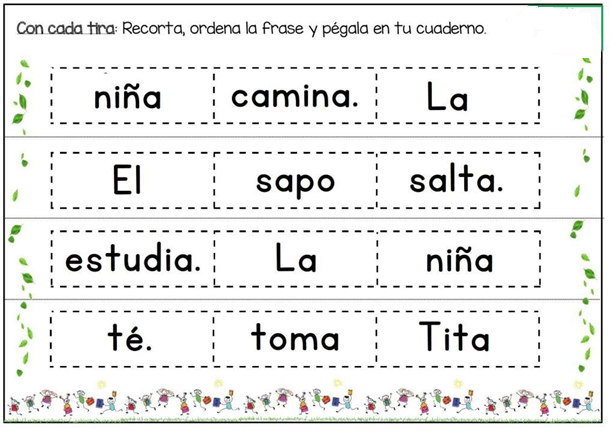 Con cada tira: Recorta, ordena la frase y pégala en tu cuaderno.
niña camina. La
El sapo salta.
estudia. La niña
té. toma Tita